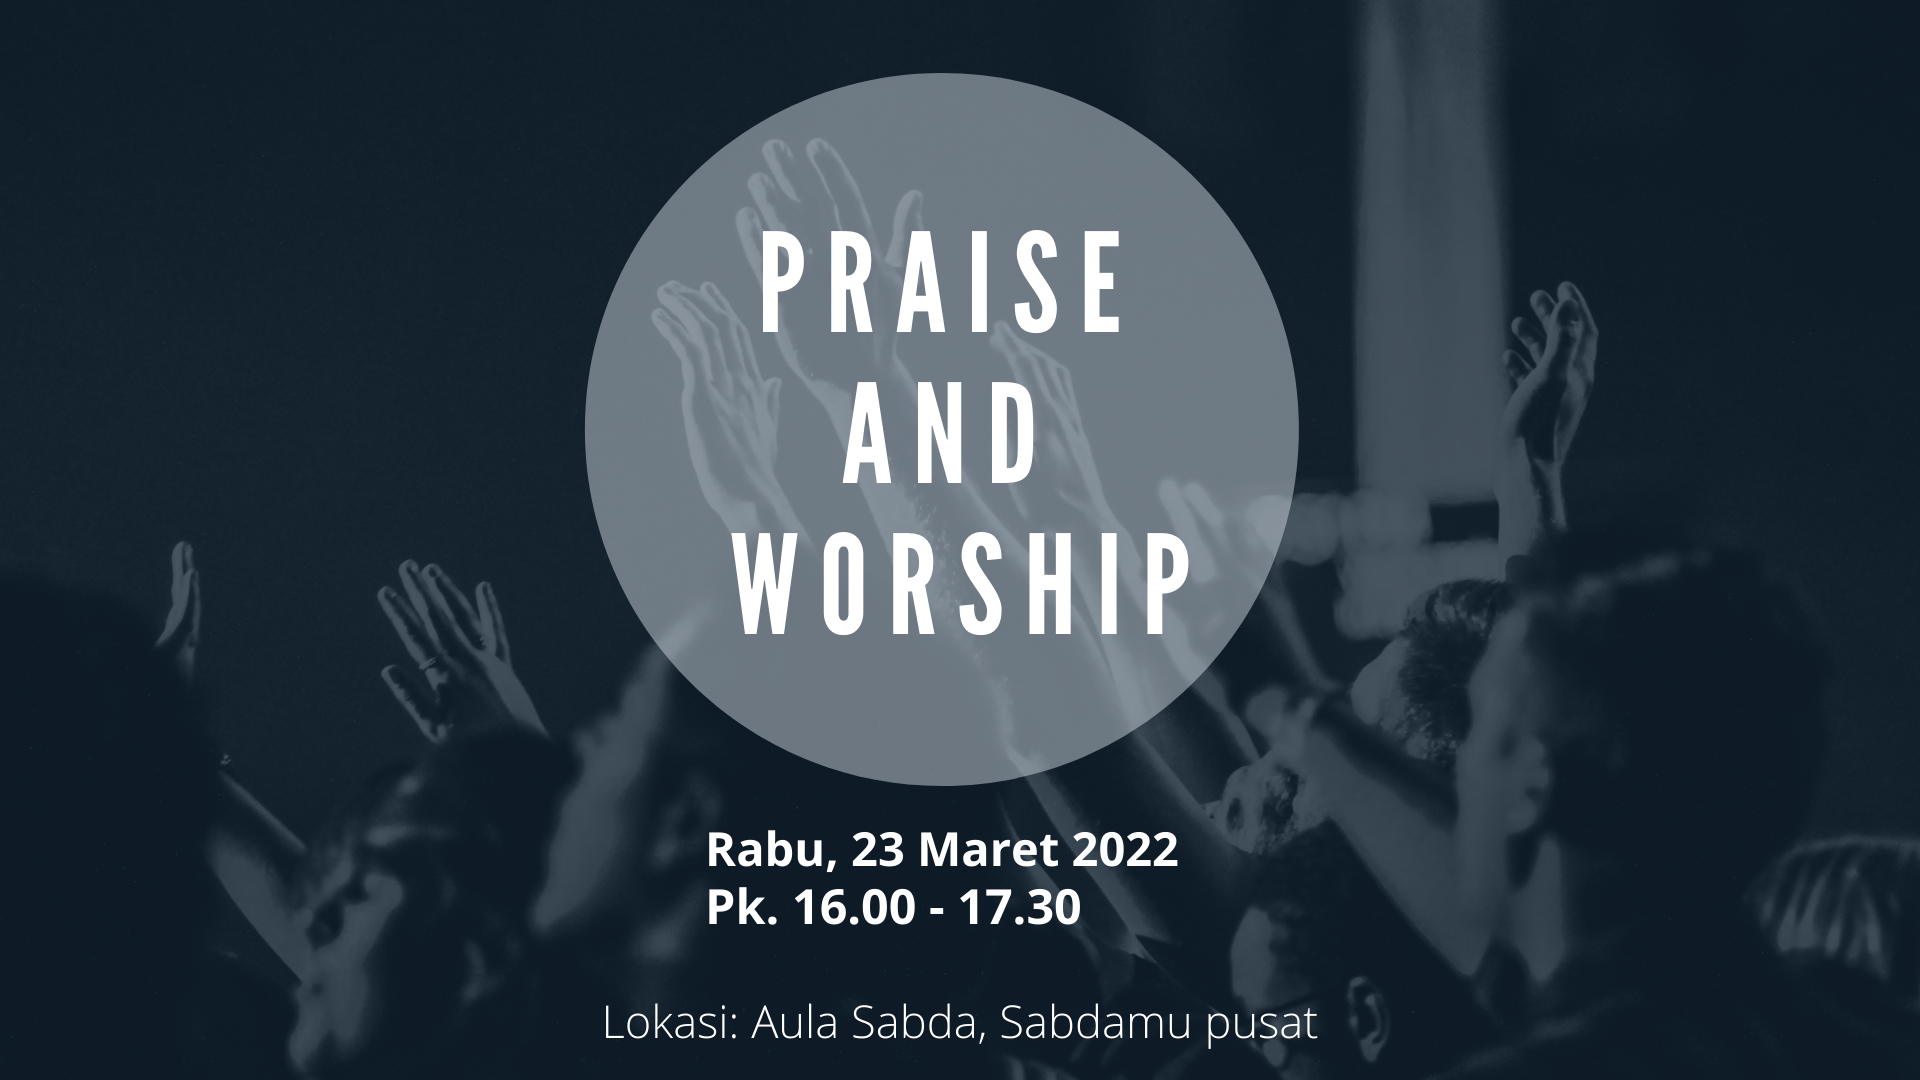 PRAISE
AND
WORSHIP
Rabu, 23 Maret 2022
Pk. 16.00 - 17.30
Lokasi: Aula Sabda, Sabdamu pusat